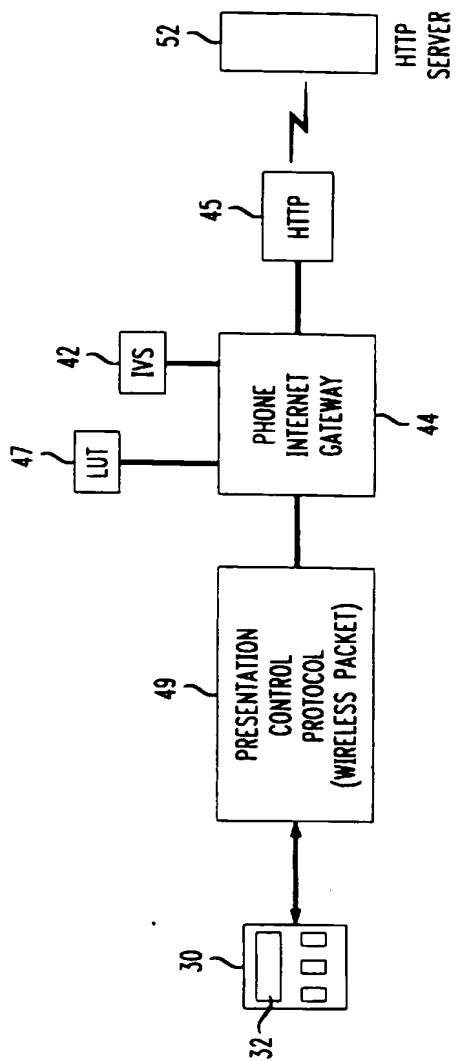 30
32
49
PRESENTATION
CONTROL
PROTOCOL
(WIRELESS PACKET)
47
LUT
42
IVS
PHONE
INTERNET
GATEWAY
44
45
HTTP
52
HTTP
SERVER